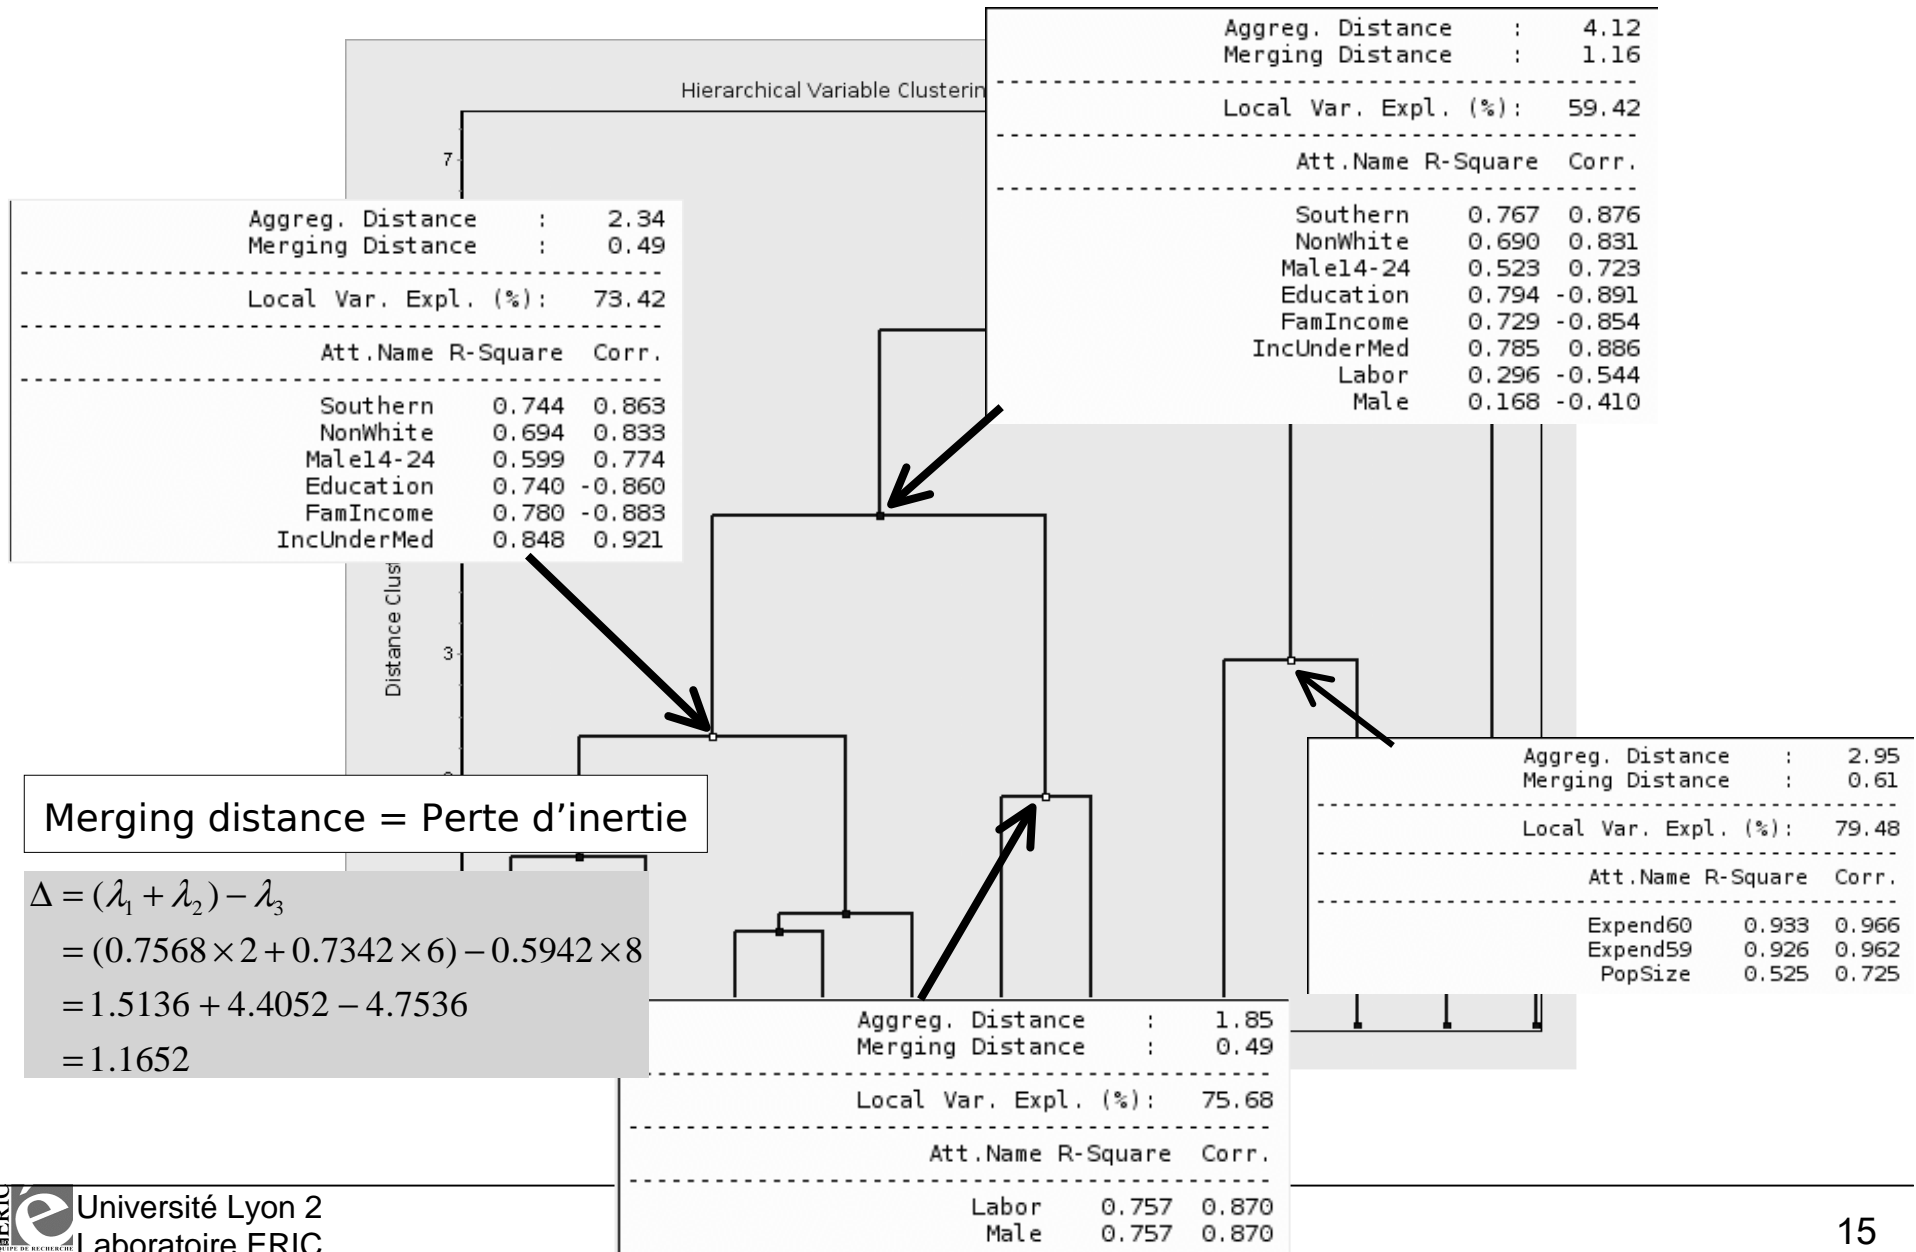 Hierarchical Variable Clusterin
7
3
Distance Clus
Aggreg. Distance : 4.12
Merging Distance : 1.16
Local Var. Expl. (%): 59.42
Att.Name R-Square Corr.
Southern 0.767 0.876
NonWhite 0.690 0.831
Male14-24 0.523 0.723
Education 0.794 -0.891
FamIncome 0.729 -0.854
IncUnderMed 0.785 0.886
Labor 0.296 -0.544
Male 0.168 -0.410
Aggreg. Distance : 2.34
Merging Distance : 0.49
Local Var. Expl. (%): 73.42
Att.Name R-Square Corr.
Southern 0.744 0.863
NonWhite 0.694 0.833
Male14-24 0.599 0.774
Education 0.740 -0.860
FamIncome 0.780 -0.883
IncUnderMed 0.848 0.921
Merging distance = Perte d’inertie
Δ = (λ₁ + λ₂) − λ₃
= (0.7568 × 2 + 0.7342 × 6) − 0.5942 × 8
= 1.5136 + 4.4052 − 4.7536
= 1.1652
Aggreg. Distance : 2.95
Merging Distance : 0.61
Local Var. Expl. (%): 79.48
Att.Name R-Square Corr.
Expend60 0.933 0.966
Expend59 0.926 0.962
PopSize 0.525 0.725
Aggreg. Distance : 1.85
Merging Distance : 0.49
Local Var. Expl. (%): 75.68
Att.Name R-Square Corr.
Labor 0.757 0.870
Male 0.757 0.870
ERIC
é
Université Lyon 2
Laboratoire ERIC
15